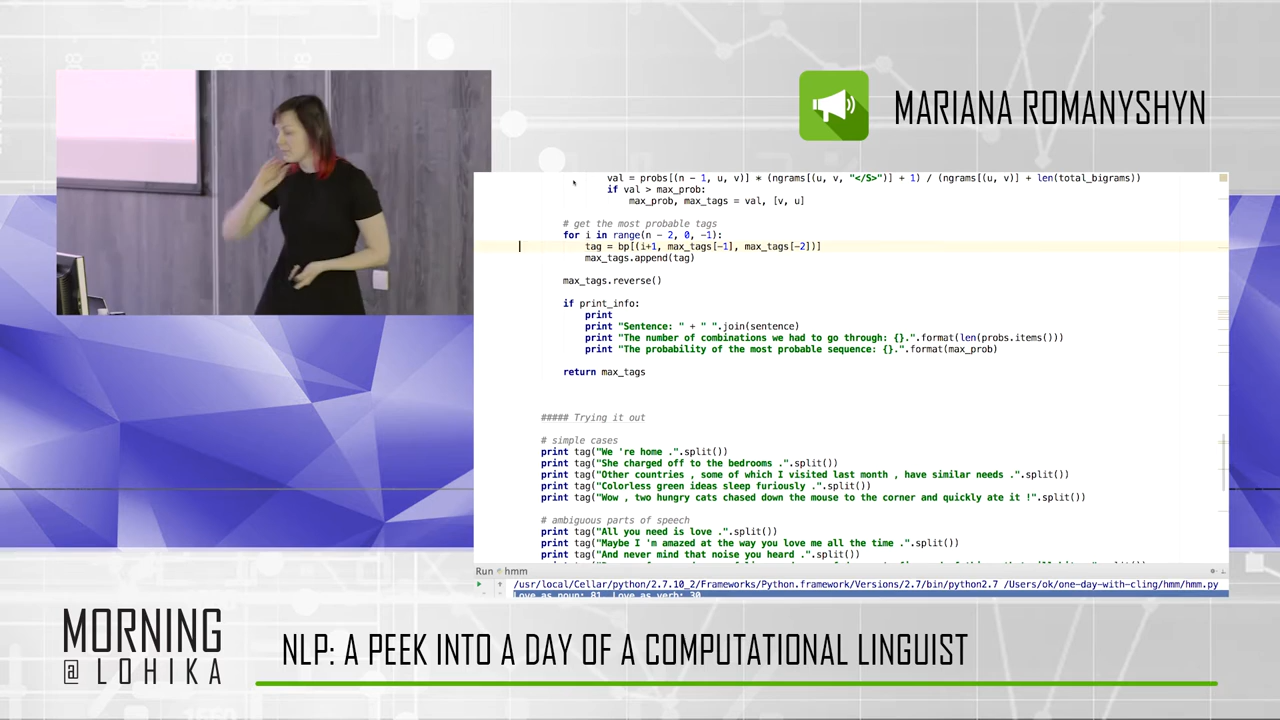 MARIANA ROMANYSHYN
val = probs[(n - 1, u, v)] * (ngrams[(u, v, "</S>")] + 1) / (ngrams[(u, v)] + len(total_bigrams))
if val > max_prob:
max_prob, max_tags = val, [v, u]
# get the most probable tags
for i in range(n - 2, 0, -1):
tag = bp[(i+1, max_tags[-1], max_tags[-2])]
max_tags.append(tag)
max_tags.reverse()
if print_info:
print
print "Sentence: " + " ".join(sentence)
print "The number of combinations we had to go through: {}.".format(len(probs.items()))
print "The probability of the most probable sequence: {}.".format(max_prob)
return max_tags
##### Trying it out
# simple cases
print tag("We 're home .".split())
print tag("She charged off to the bedrooms .".split())
print tag("Other countries , some of which I visited last month , have similar needs .".split())
print tag("Colorless green ideas sleep furiously .".split())
print tag("Wow , two hungry cats chased down the mouse to the corner and quickly ate it !".split())
# ambiguous parts of speech
print tag("All you need is love .".split())
print tag("Maybe I 'm amazed at the way you love me all the time .".split())
print tag("And never mind that noise you heard .".split())
Run hmm
/usr/local/Cellar/python/2.7.10_2/Frameworks/Python.framework/Versions/2.7/bin/python2.7 /Users/ok/one-day-with-cling/hmm/hmm.py
Love as noun: 81. Love as verb: 30
MORNING
@ LOHIKA
NLP: A PEEK INTO A DAY OF A COMPUTATIONAL LINGUIST